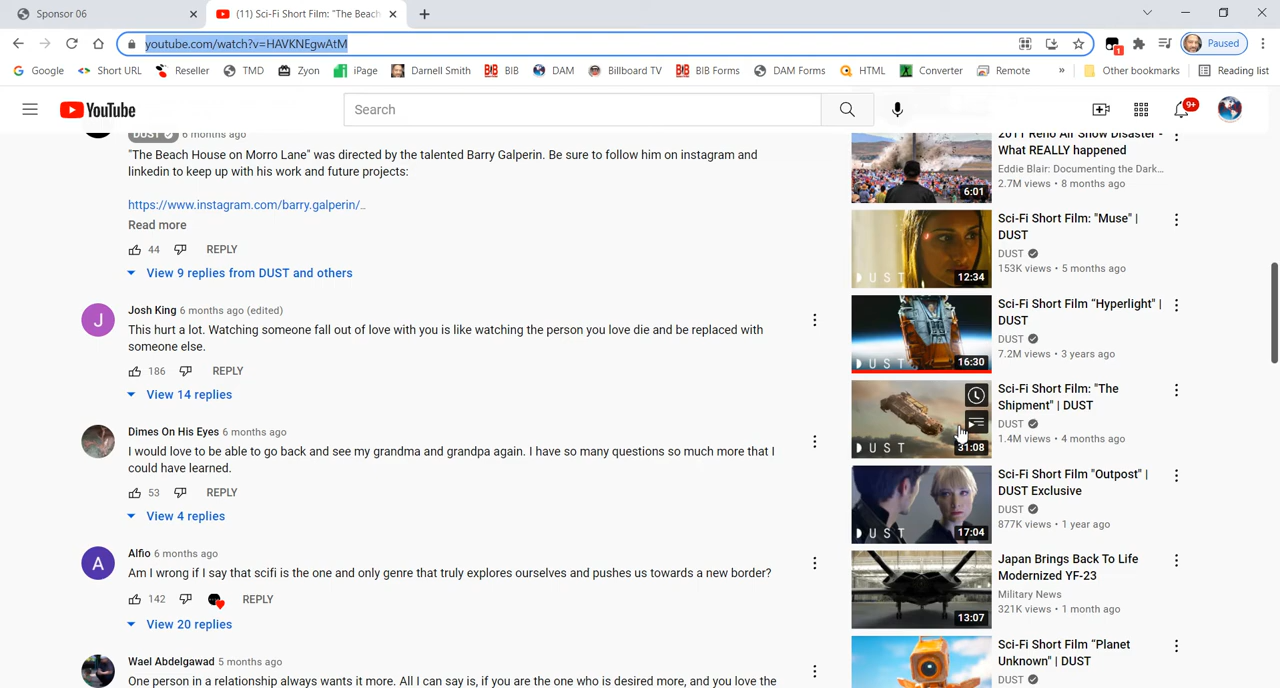 Sponsor 06
(11) Sci-Fi Short Film: "The Beach
youtube.com/watch?v=HAVKNEgwAtM
1
Paused
Google
Short URL
Reseller
TMD
Zyon
iPage
Darnell Smith
BIB
DAM
Billboard TV
BIB Forms
DAM Forms
HTML
Converter
Remote
»
Other bookmarks
Reading list
YouTube
Search
9+
DUST 6 months ago
"The Beach House on Morro Lane" was directed by the talented Barry Galperin. Be sure to follow him on instagram and
linkedin to keep up with his work and future projects:
https://www.instagram.com/barry.galperin/..
Read more
44 REPLY
View 9 replies from DUST and others
J
Josh King 6 months ago (edited)
This hurt a lot. Watching someone fall out of love with you is like watching the person you love die and be replaced with
someone else.
186 REPLY
View 14 replies
Dimes On His Eyes 6 months ago
I would love to be able to go back and see my grandma and grandpa again. I have so many questions so much more that I
could have learned.
53 REPLY
View 4 replies
A
Alfio 6 months ago
Am I wrong if I say that scifi is the one and only genre that truly explores ourselves and pushes us towards a new border?
142 REPLY
View 20 replies
Wael Abdelgawad 5 months ago
One person in a relationship always wants it more. All I can say is, if you are the one who is desired more, and you love the
2011 Reno Air Show Disaster -
What REALLY happened
Eddie Blair: Documenting the Dark...
2.7M views • 8 months ago
6:01
Sci-Fi Short Film: "Muse" |
DUST
DUST
153K views • 5 months ago
DUST
12:34
Sci-Fi Short Film “Hyperlight" |
DUST
DUST
7.2M views • 3 years ago
DUST
16:30
Sci-Fi Short Film: "The
Shipment" | DUST
DUST
1.4M views • 4 months ago
DUST
31:08
Sci-Fi Short Film "Outpost" |
DUST Exclusive
DUST
877K views • 1 year ago
DUST
17:04
Japan Brings Back To Life
Modernized YF-23
Military News
321K views • 1 month ago
13:07
Sci-Fi Short Film “Planet
Unknown" | DUST
DUST